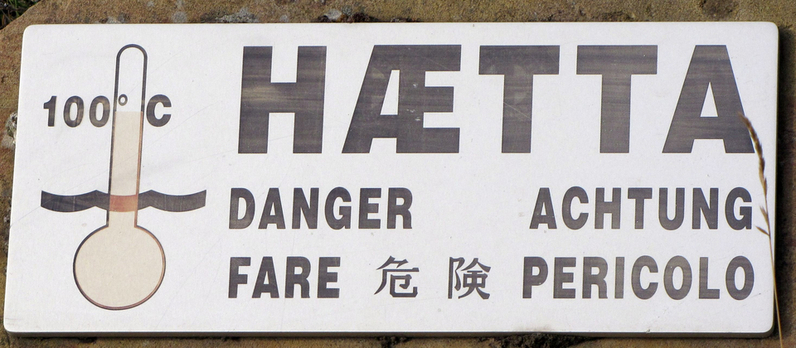 100° C
HÆTTA
DANGER ACHTUNG
FARE 危険 PERICOLO